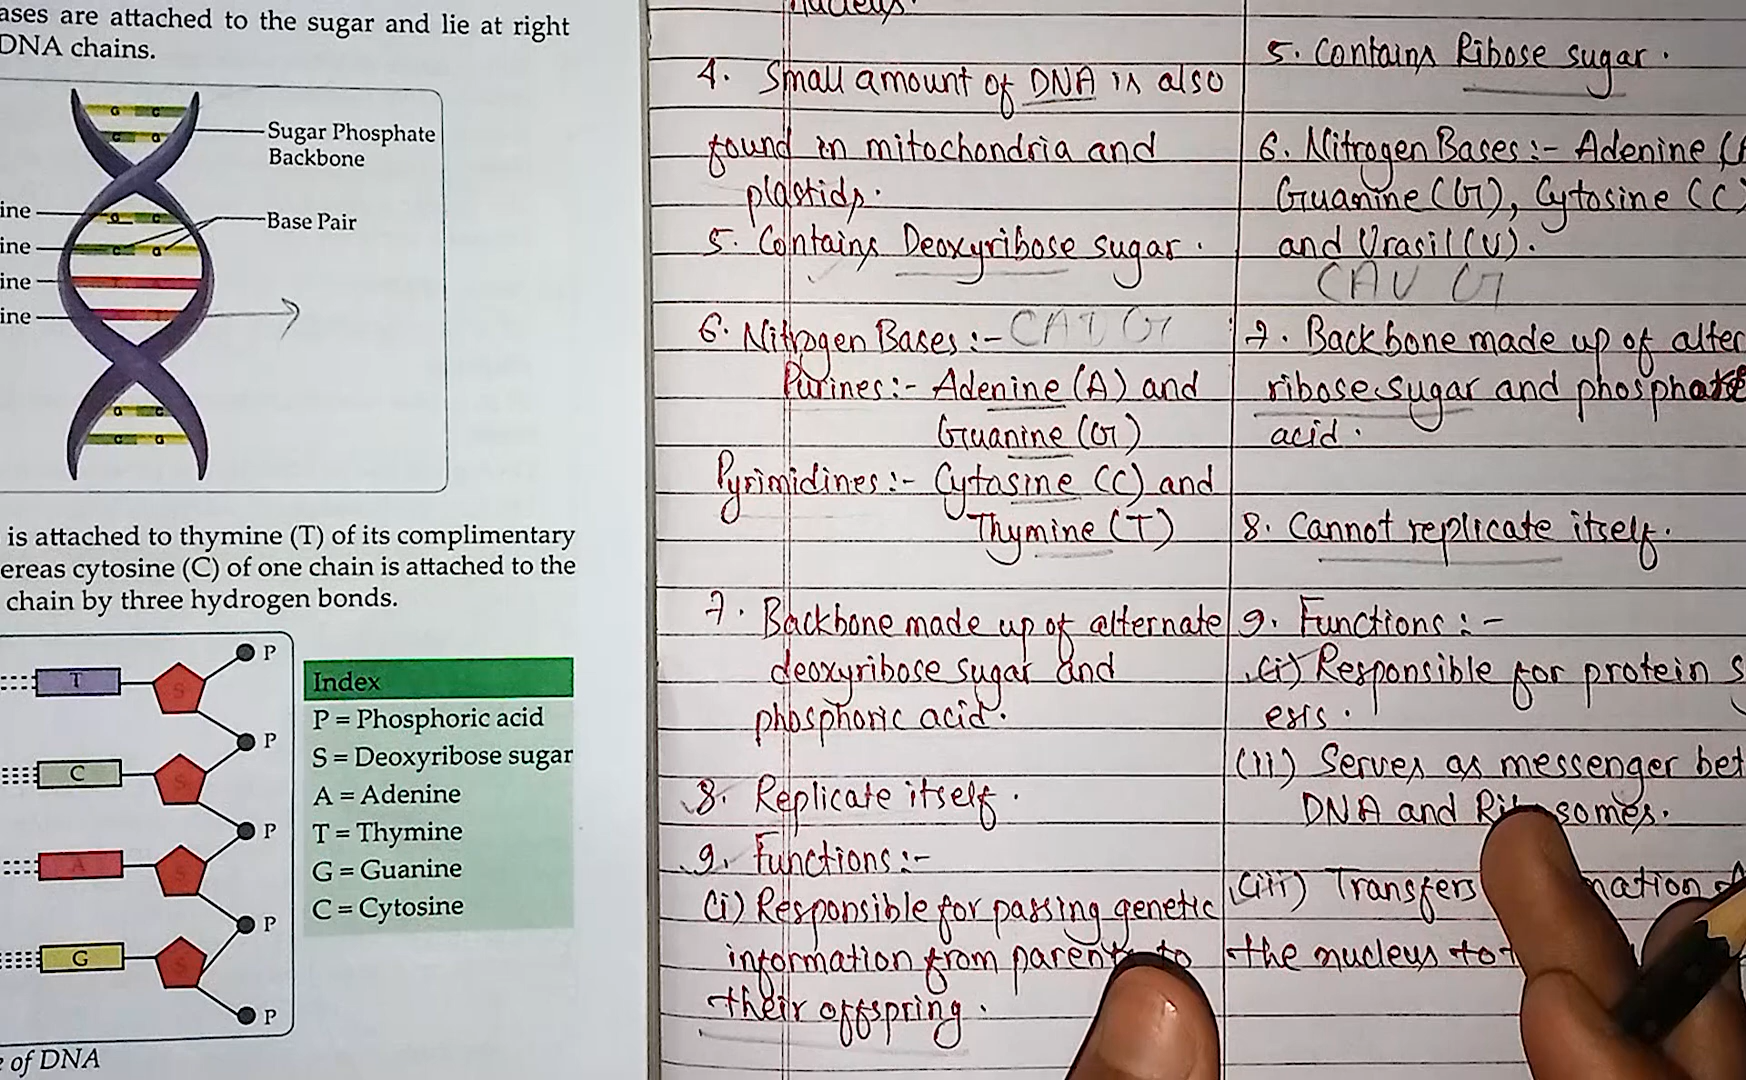 ases are attached to the sugar and lie at right
DNA chains.
G C
C G
Sugar Phosphate
Backbone
ine
G C
Base Pair
ine
C G
ine
ine
G C
C G
is attached to thymine (T) of its complimentary
ereas cytosine (C) of one chain is attached to the
chain by three hydrogen bonds.
T S P
P
C S
P
A S
P
G S
P
Index
P = Phosphoric acid
S = Deoxyribose sugar
A = Adenine
T = Thymine
G = Guanine
C = Cytosine
of DNA
nucleus.
4. Small amount of DNA is also
found in mitochondria and
plastids.
5. Contains Deoxyribose sugar.
6. Nitrogen Bases :- CAT G
Purines :- Adenine (A) and
Guanine (G)
Pyrimidines :- Cytasine (C) and
Thymine (T)
7. Backbone made up of alternate
deoxyribose sugar and
phosphoric acid.
8. Replicate itself.
9. Functions :-
(i) Responsible for passing genetic
information from parents to
their offspring.
5. Contains Ribose sugar.
6. Nitrogen Bases :- Adenine (A
Guanine (G), Cytosine (C)
and Urasil (U).
CAU G
7. Backbone made up of alter
ribose sugar and phosphate
acid.
8. Cannot replicate itself.
9. Functions :-
(i) Responsible for protein s
esis.
(ii) Serves as messenger bet
DNA and Ribosomes.
(iii) Transfers mation
the nucleus to